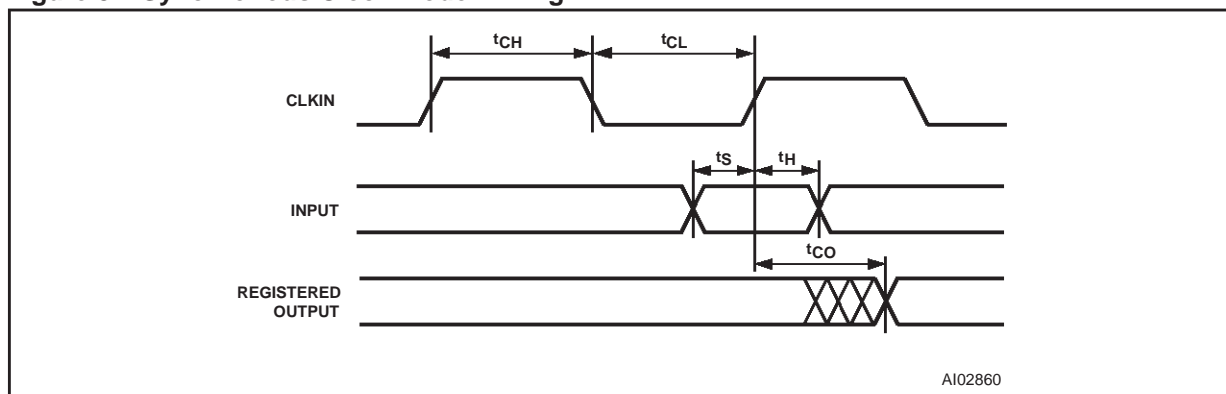 tCH
tCL
CLKIN
tS
tH
INPUT
tCO
REGISTERED
OUTPUT
AI02860